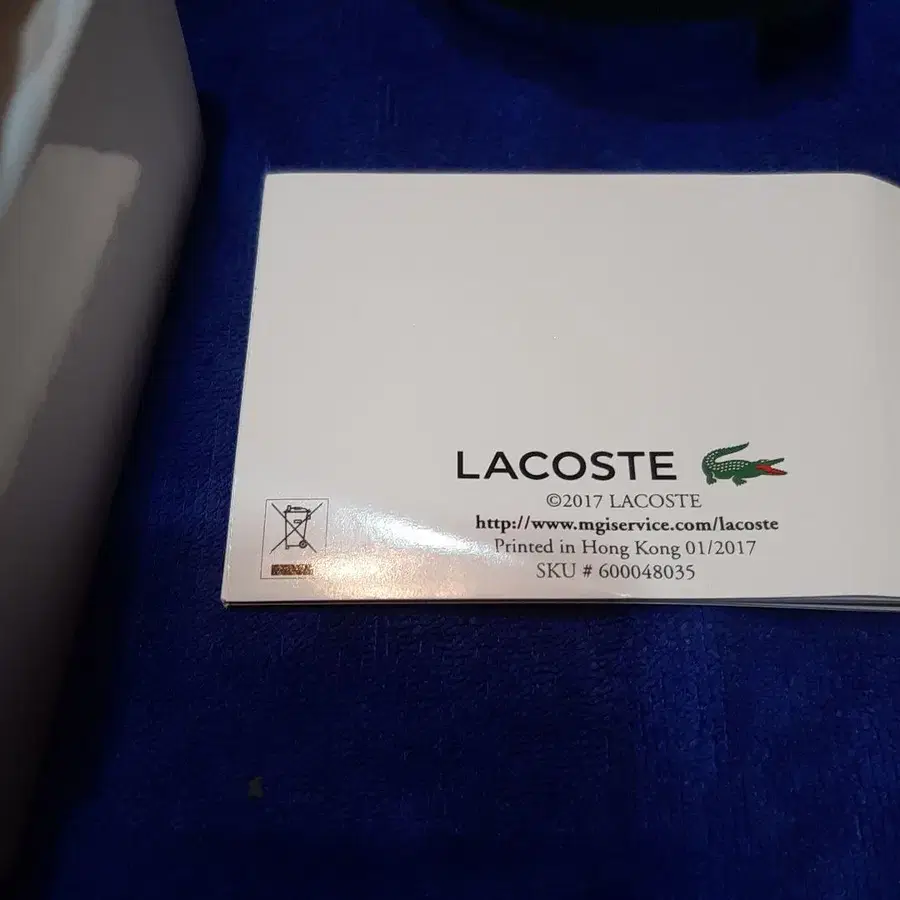 LACOSTE
©2017 LACOSTE
http://www.mgiservice.com/lacoste
Printed in Hong Kong 01/2017
SKU # 600048035